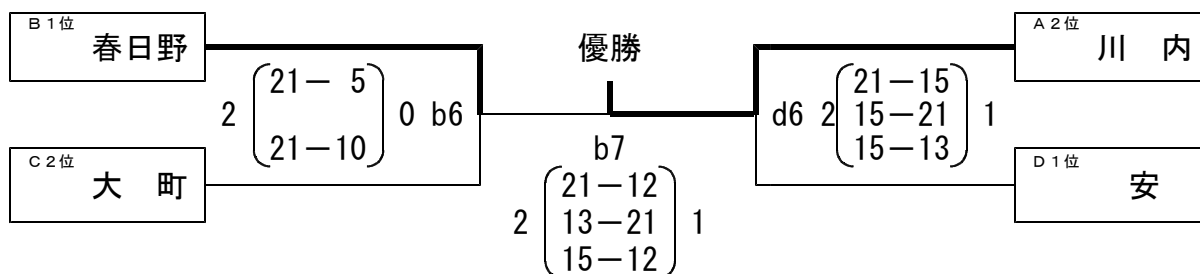 B1位
春日野
優勝
A2位
川 内
2 21－ 5 0 b6
21－10
d6 2 21－15 1
15－21
15－13
C2位
大 町
b7
D1位
安
2 21－12 1
13－21
15－12